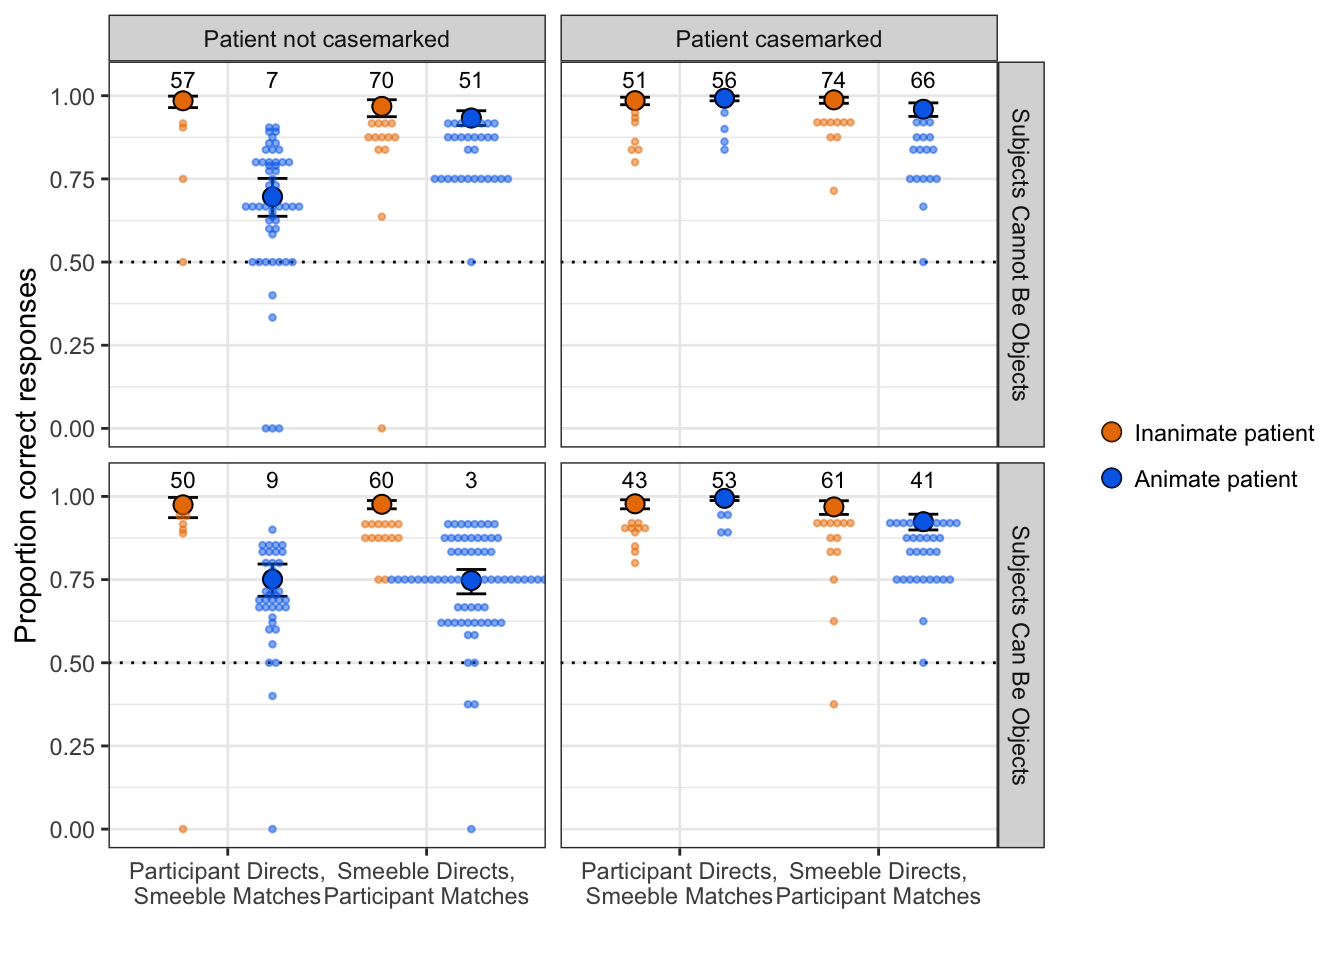 Patient not casemarked
Patient casemarked
57 7 70 51
51 56 74 66
1.00
0.75
0.50
0.25
0.00
Subjects Cannot Be Objects
50 9 60 3
43 53 61 41
1.00
0.75
0.50
0.25
0.00
Subjects Can Be Objects
Proportion correct responses
Participant Directs,
Smeeble Matches
Smeeble Directs,
Participant Matches
Participant Directs,
Smeeble Matches
Smeeble Directs,
Participant Matches
Inanimate patient
Animate patient